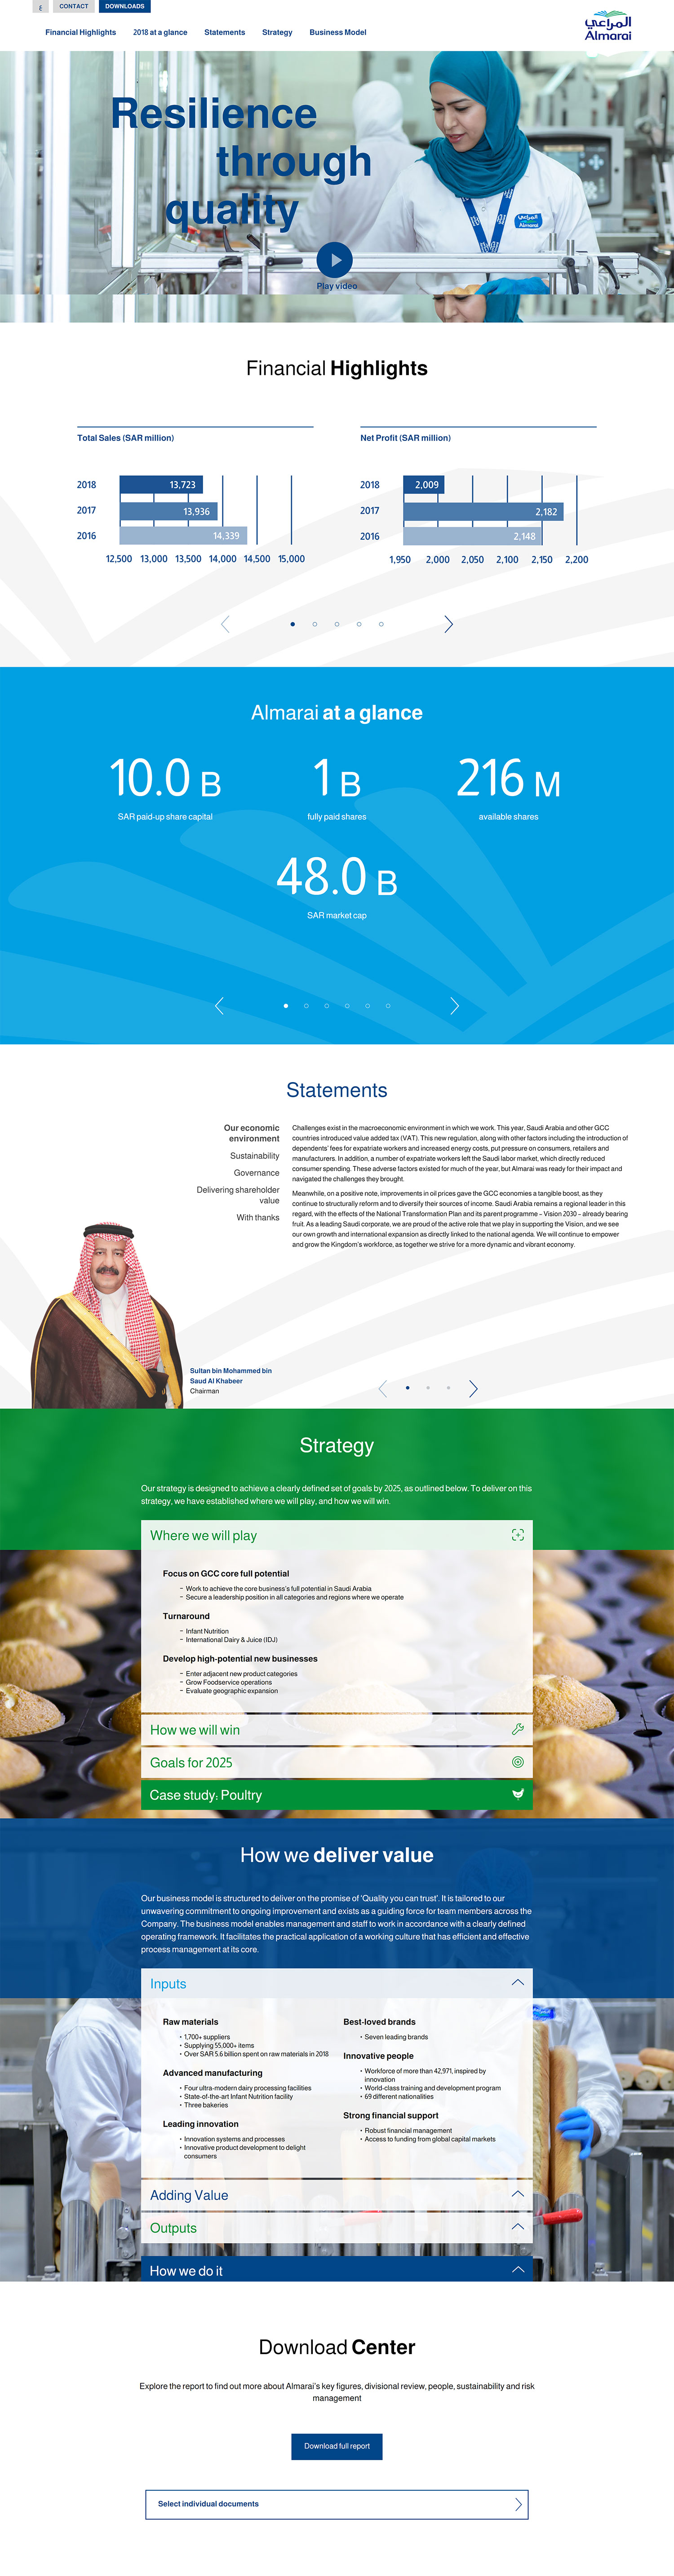 ع
CONTACT
DOWNLOADS
Financial Highlights
2018 at a glance
Statements
Strategy
Business Model
المراعي
Almarai
Resilience
through
quality
المراعي
Almarai
Play video
Financial Highlights
Total Sales (SAR million)
2018
13,723
2017
13,936
2016
14,339
12,500 13,000 13,500 14,000 14,500 15,000
Net Profit (SAR million)
2018
2,009
2017
2,182
2016
2,148
1,950 2,000 2,050 2,100 2,150 2,200
Almarai at a glance
10.0 B
SAR paid-up share capital
1 B
fully paid shares
216 M
available shares
48.0 B
SAR market cap
Statements
Our economic
environment
Sustainability
Governance
Delivering shareholder
value
With thanks
Challenges exist in the macroeconomic environment in which we work. This year, Saudi Arabia and other GCC
countries introduced value added tax (VAT). This new regulation, along with other factors including the introduction of
dependents' fees for expatriate workers and increased energy costs, put pressure on consumers, retailers and
manufacturers. In addition, a number of expatriate workers left the Saudi labor market, which directly reduced
consumer spending. These adverse factors existed for much of the year, but Almarai was ready for their impact and
navigated the challenges they brought.
Meanwhile, on a positive note, improvements in oil prices gave the GCC economies a tangible boost, as they
continue to structurally reform and to diversify their sources of income. Saudi Arabia remains a regional leader in this
regard, with the effects of the National Transformation Plan and its parent programme – Vision 2030 – already bearing
fruit. As a leading Saudi corporate, we are proud of the active role that we play in supporting the Vision, and we see
our own growth and international expansion as directly linked to the national agenda. We will continue to empower
and grow the Kingdom's workforce, as together we strive for a more dynamic and vibrant economy.
Sultan bin Mohammed bin
Saud Al Khabeer
Chairman
Strategy
Our strategy is designed to achieve a clearly defined set of goals by 2025, as outlined below. To deliver on this
strategy, we have established where we will play, and how we will win.
Where we will play
Focus on GCC core full potential
– Work to achieve the core business's full potential in Saudi Arabia
– Secure a leadership position in all categories and regions where we operate
Turnaround
– Infant Nutrition
– International Dairy & Juice (IDJ)
Develop high-potential new businesses
– Enter adjacent new product categories
– Grow Foodservice operations
– Evaluate geographic expansion
How we will win
Goals for 2025
Case study: Poultry
How we deliver value
Our business model is structured to deliver on the promise of 'Quality you can trust'. It is tailored to our
unwavering commitment to ongoing improvement and exists as a guiding force for team members across the
Company. The business model enables management and staff to work in accordance with a clearly defined
operating framework. It facilitates the practical application of a working culture that has efficient and effective
process management at its core.
Inputs
Raw materials
• 1,700+ suppliers
• Supplying 55,000+ items
• Over SAR 5.6 billion spent on raw materials in 2018
Advanced manufacturing
• Four ultra-modern dairy processing facilities
• State-of-the-art Infant Nutrition facility
• Three bakeries
Leading innovation
• Innovation systems and processes
• Innovative product development to delight
consumers
Best-loved brands
• Seven leading brands
Innovative people
• Workforce of more than 42,971, inspired by
innovation
• World-class training and development program
• 69 different nationalities
Strong financial support
• Robust financial management
• Access to funding from global capital markets
Adding Value
Outputs
How we do it
Download Center
Explore the report to find out more about Almarai's key figures, divisional review, people, sustainability and risk
management
Download full report
Select individual documents